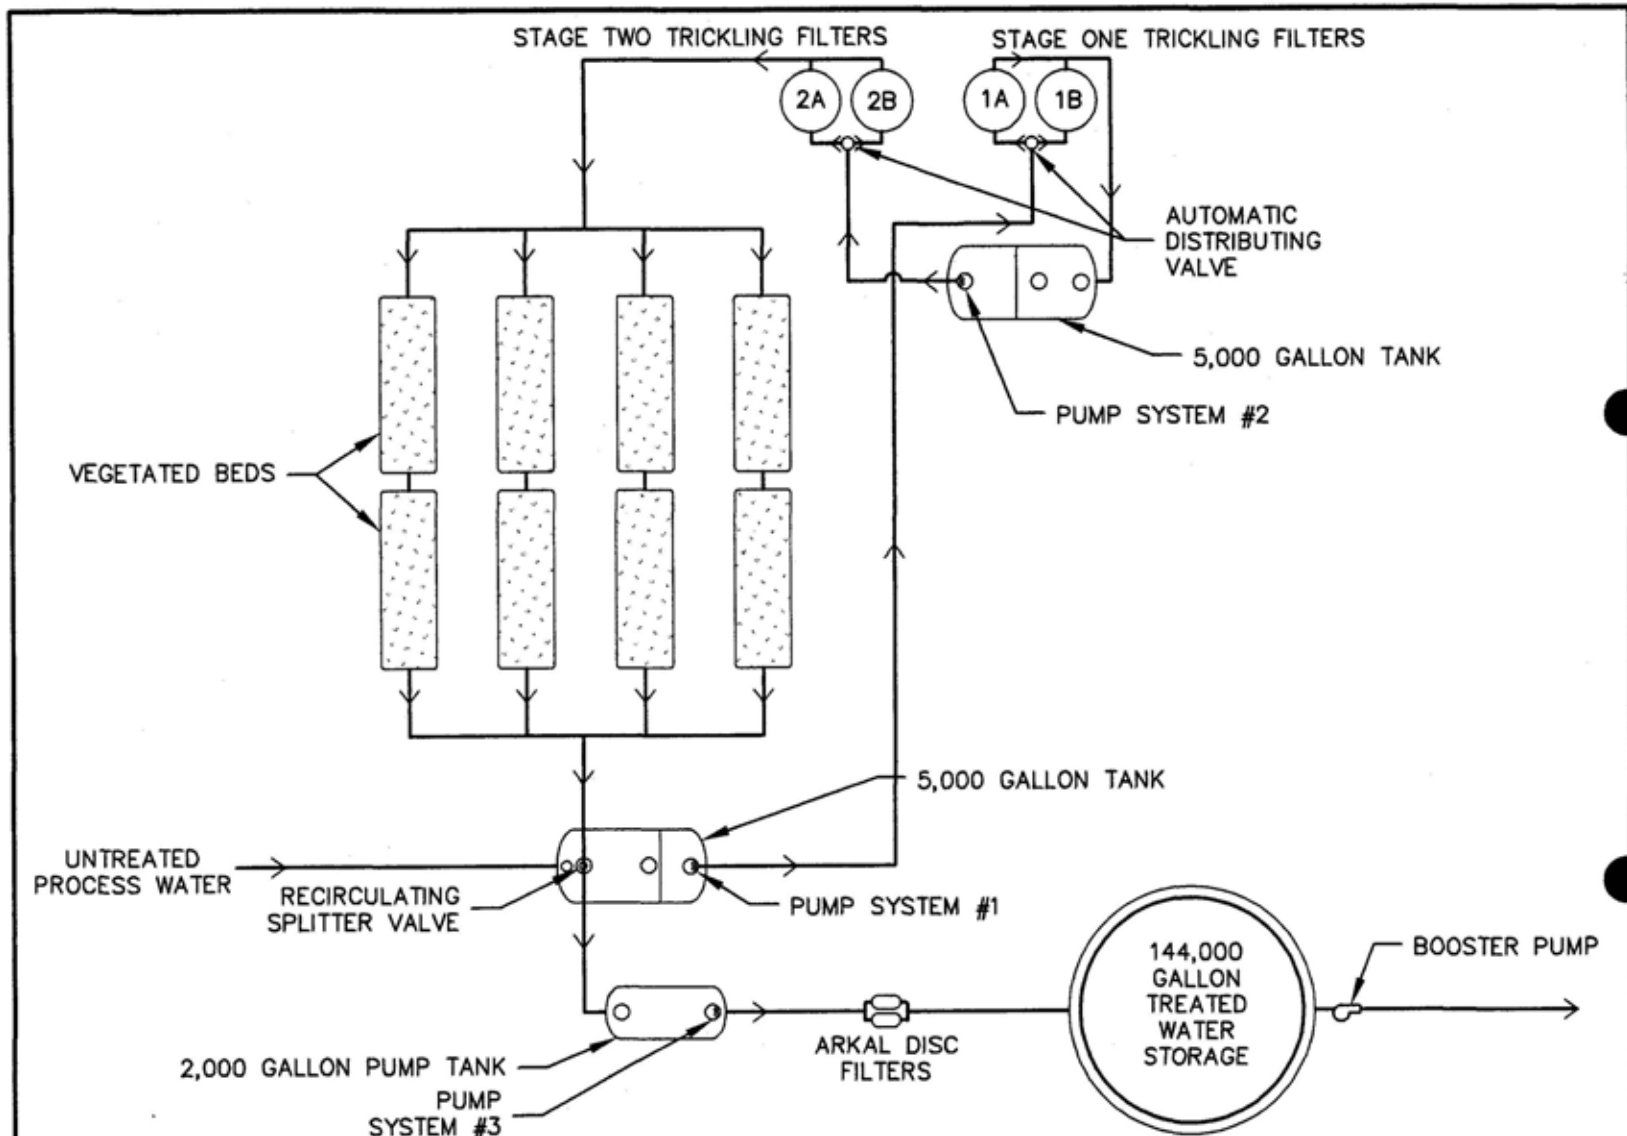 STAGE TWO TRICKLING FILTERS
STAGE ONE TRICKLING FILTERS
2A
2B
1A
1B
AUTOMATIC
DISTRIBUTING
VALVE
5,000 GALLON TANK
PUMP SYSTEM #2
VEGETATED BEDS
5,000 GALLON TANK
UNTREATED
PROCESS WATER
RECIRCULATING
SPLITTER VALVE
PUMP SYSTEM #1
144,000
GALLON
TREATED
WATER
STORAGE
BOOSTER PUMP
ARKAL DISC
FILTERS
2,000 GALLON PUMP TANK
PUMP
SYSTEM #3